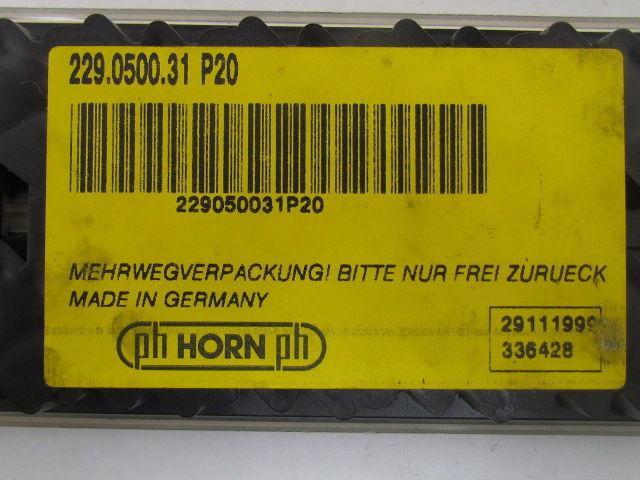 229.0500.31 P20
229050031P20
MEHRWEGVERPACKUNG! BITTE NUR FREI ZURUECK
MADE IN GERMANY
ph HORN ph
29111999
336428